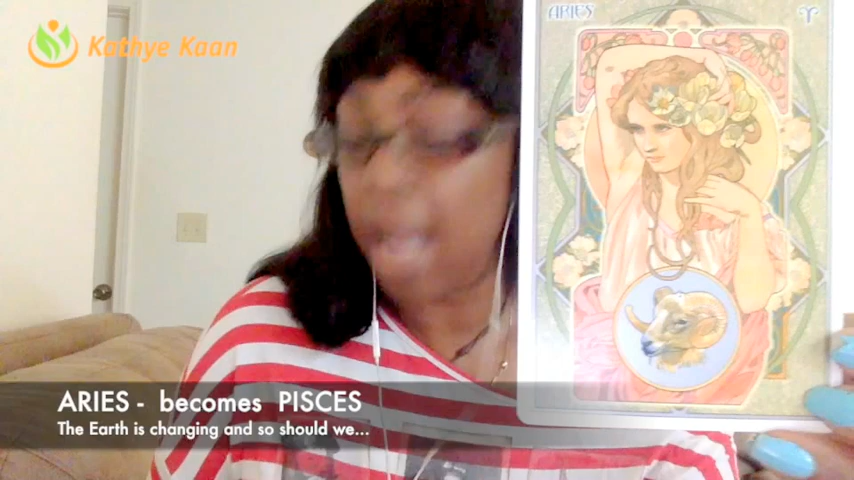 Kathye Kaan
ARIES
ARIES - becomes PISCES
The Earth is changing and so should we...